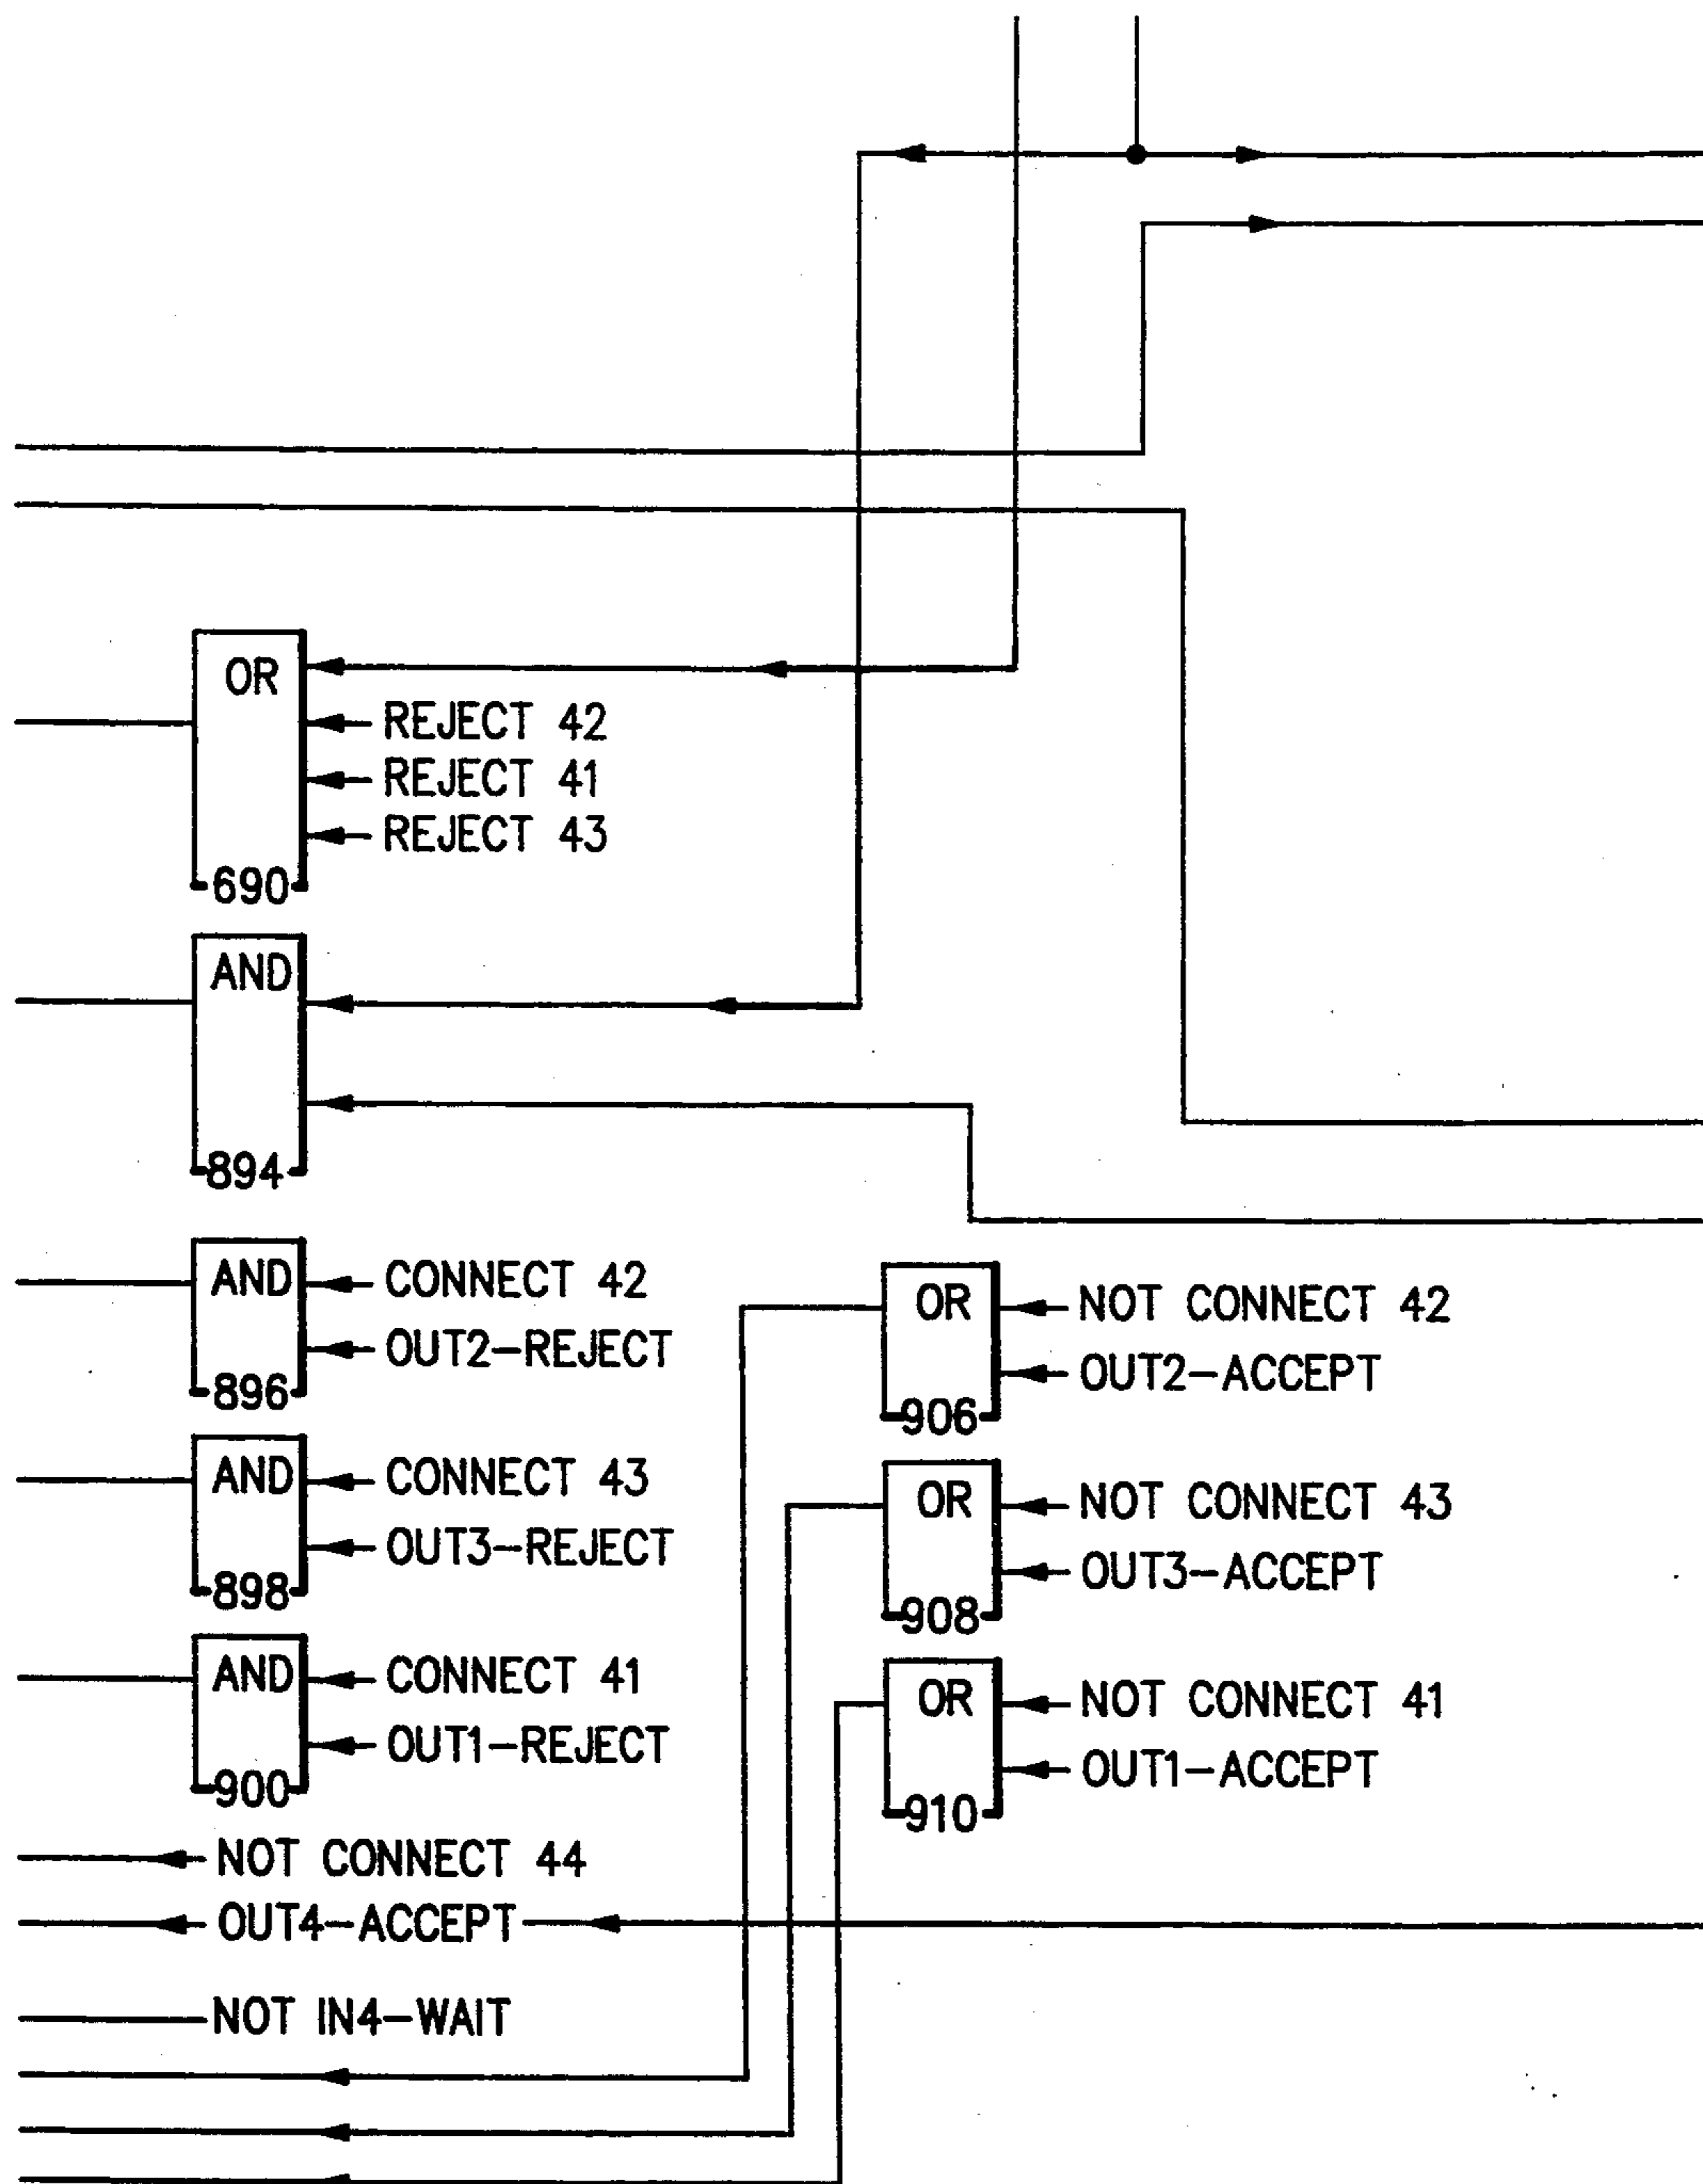 OR
REJECT 42
REJECT 41
REJECT 43
690
AND
894
AND
CONNECT 42
OUT2-REJECT
896
AND
CONNECT 43
OUT3-REJECT
898
AND
CONNECT 41
OUT1-REJECT
900
OR
NOT CONNECT 42
OUT2-ACCEPT
906
OR
NOT CONNECT 43
OUT3-ACCEPT
908
OR
NOT CONNECT 41
OUT1-ACCEPT
910
NOT CONNECT 44
OUT4-ACCEPT
NOT IN4-WAIT